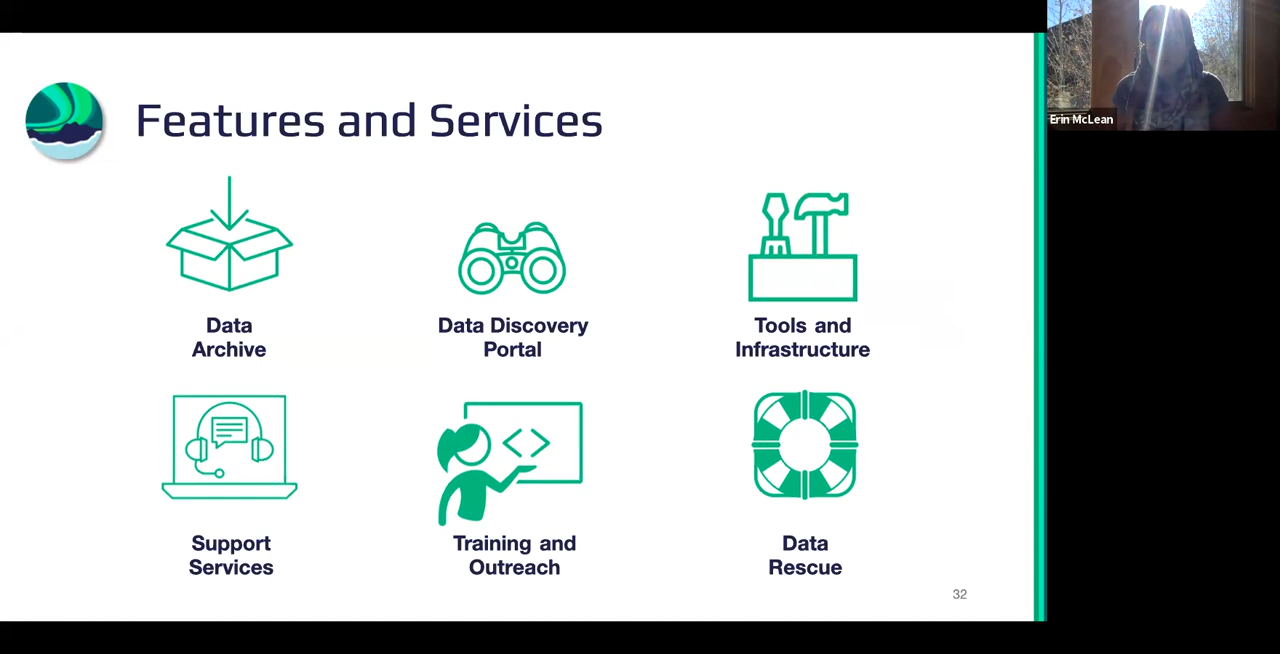 Features and Services
Erin McLean
Data
Archive
Data Discovery
Portal
Tools and
Infrastructure
Support
Services
Training and
Outreach
Data
Rescue
32